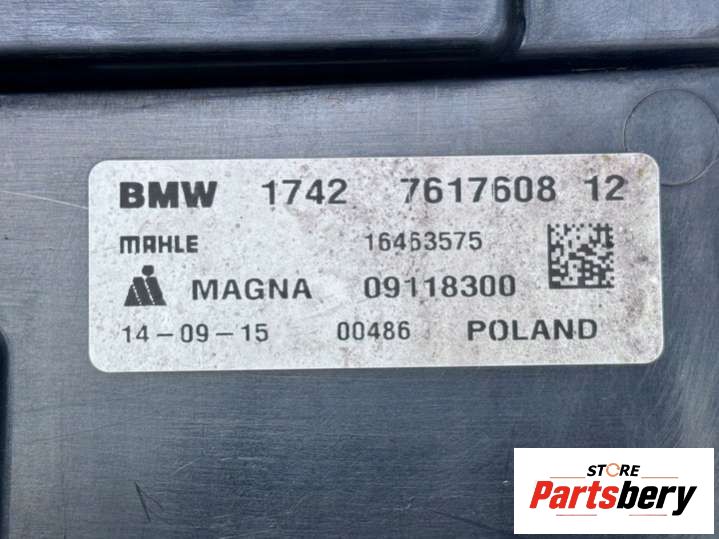 BMW 1742 7617608 12
MAHLE 16463575
MAGNA 09118300
14-09-15 00486 POLAND
STORE
Partsbery